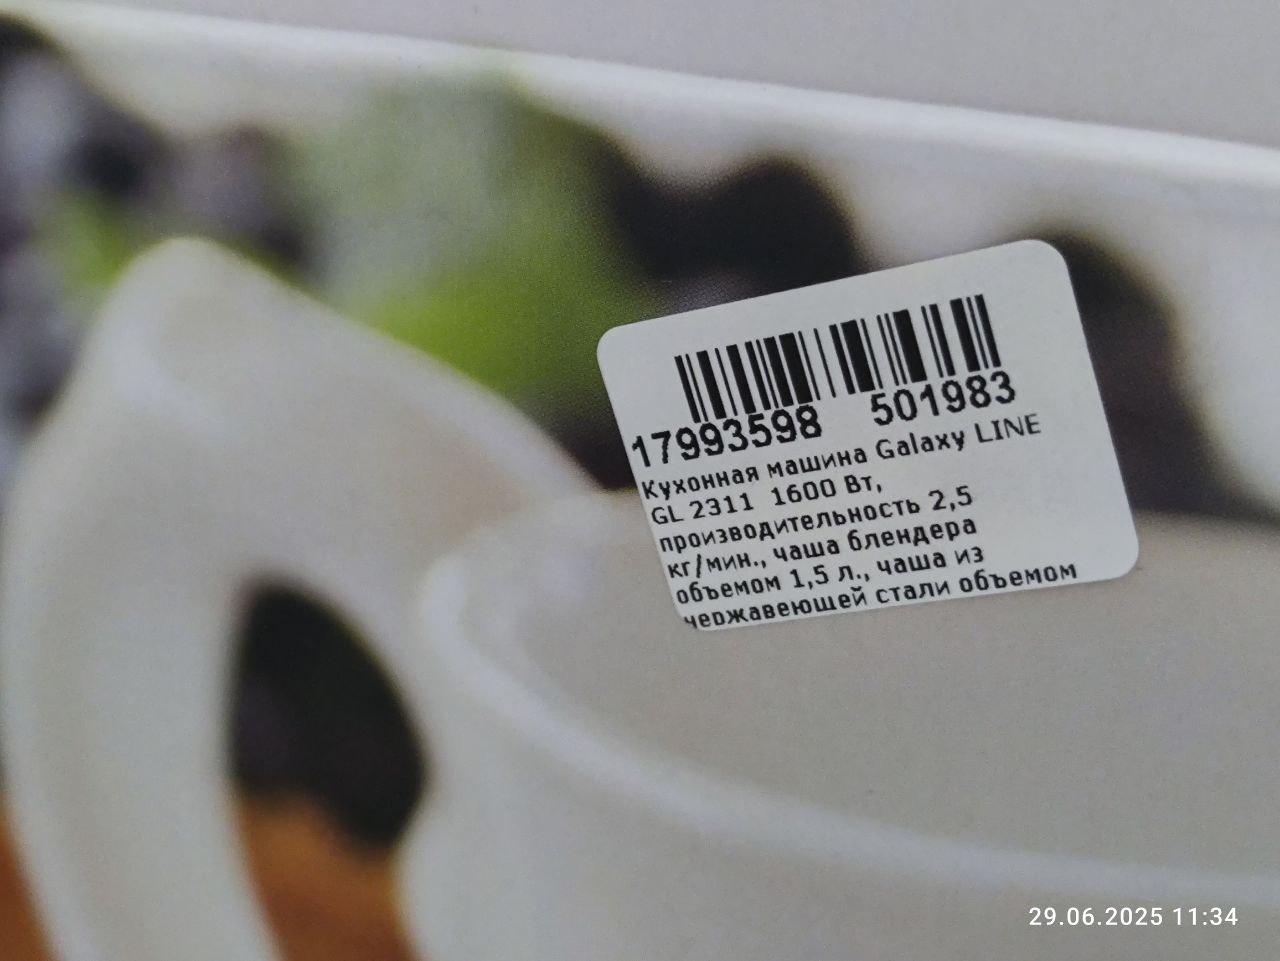 17993598 501983
Кухонная машина Galaxy LINE
GL 2311 1600 Вт,
производительность 2,5
кг/мин., чаша блендера
объемом 1,5 л., чаша из
нержавеющей стали объемом
29.06.2025 11:34